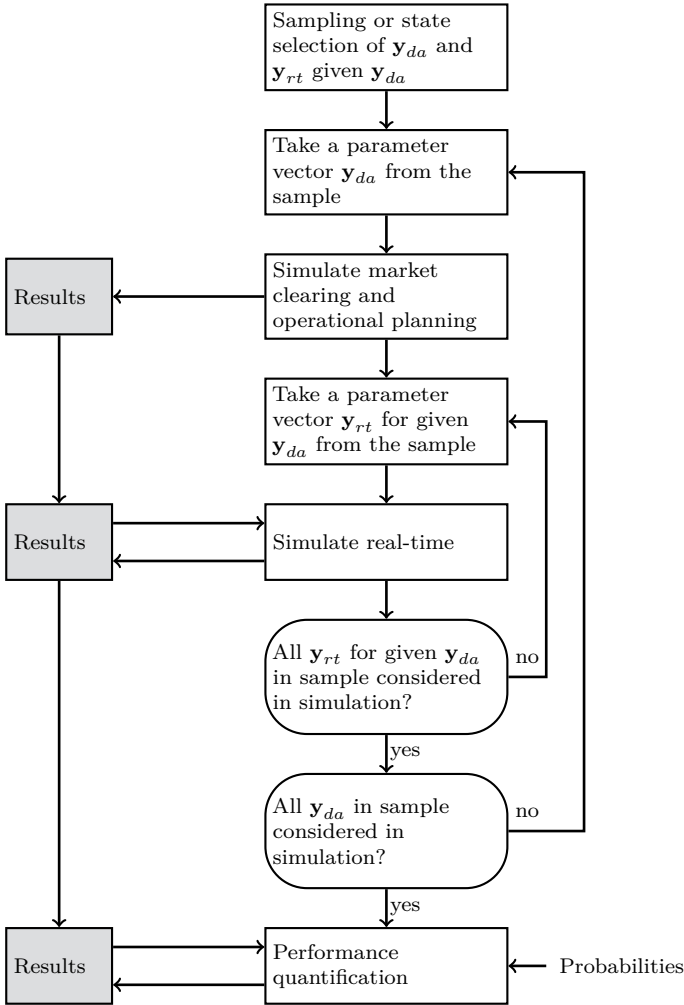 Sampling or state
selection of y_da and
y_rt given y_da
Take a parameter
vector y_da from the
sample
Results
Simulate market
clearing and
operational planning
Take a parameter
vector y_rt for given
y_da from the sample
Results
Simulate real-time
All y_rt for given y_da
in sample considered
in simulation?
no
yes
All y_da in sample
considered in
simulation?
no
yes
Results
Performance
quantification
Probabilities